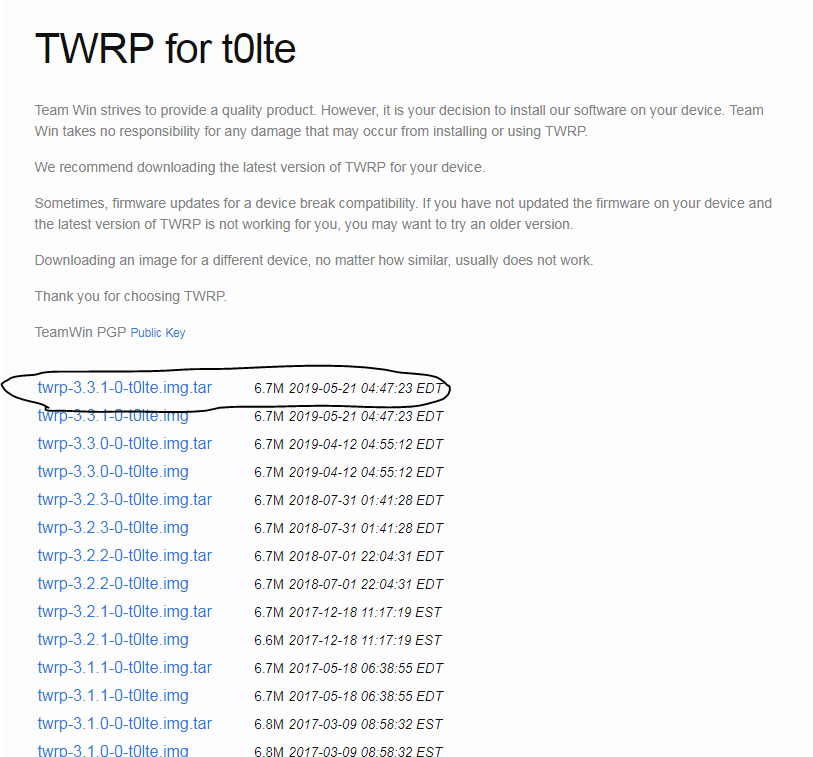 TWRP for t0lte
Team Win strives to provide a quality product. However, it is your decision to install our software on your device. Team
Win takes no responsibility for any damage that may occur from installing or using TWRP.
We recommend downloading the latest version of TWRP for your device.
Sometimes, firmware updates for a device break compatibility. If you have not updated the firmware on your device and
the latest version of TWRP is not working for you, you may want to try an older version.
Downloading an image for a different device, no matter how similar, usually does not work.
Thank you for choosing TWRP.
TeamWin PGP Public Key
twrp-3.3.1-0-t0lte.img.tar 6.7M 2019-05-21 04:47:23 EDT
twrp-3.3.1-0-t0lte.img 6.7M 2019-05-21 04:47:23 EDT
twrp-3.3.0-0-t0lte.img.tar 6.7M 2019-04-12 04:55:12 EDT
twrp-3.3.0-0-t0lte.img 6.7M 2019-04-12 04:55:12 EDT
twrp-3.2.3-0-t0lte.img.tar 6.7M 2018-07-31 01:41:28 EDT
twrp-3.2.3-0-t0lte.img 6.7M 2018-07-31 01:41:28 EDT
twrp-3.2.2-0-t0lte.img.tar 6.7M 2018-07-01 22:04:31 EDT
twrp-3.2.2-0-t0lte.img 6.7M 2018-07-01 22:04:31 EDT
twrp-3.2.1-0-t0lte.img.tar 6.7M 2017-12-18 11:17:19 EST
twrp-3.2.1-0-t0lte.img 6.6M 2017-12-18 11:17:19 EST
twrp-3.1.1-0-t0lte.img.tar 6.7M 2017-05-18 06:38:55 EDT
twrp-3.1.1-0-t0lte.img 6.7M 2017-05-18 06:38:55 EDT
twrp-3.1.0-0-t0lte.img.tar 6.8M 2017-03-09 08:58:32 EST
twrp-3.1.0-0-t0lte.img 6.8M 2017-03-09 08:58:32 EST